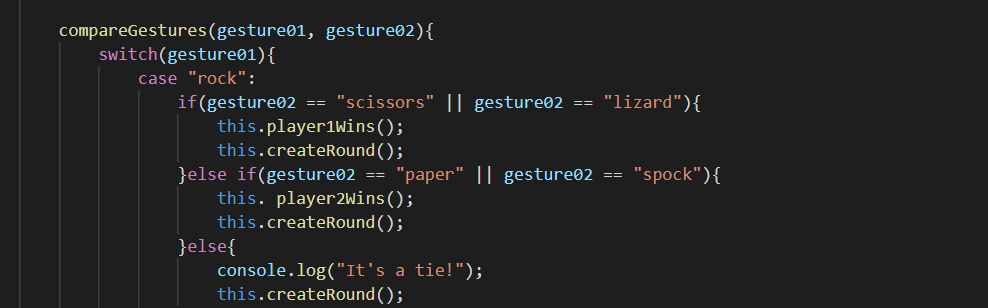 compareGestures(gesture01, gesture02){
switch(gesture01){
case "rock":
if(gesture02 == "scissors" || gesture02 == "lizard"){
this.player1Wins();
this.createRound();
}else if(gesture02 == "paper" || gesture02 == "spock"){
this. player2Wins();
this.createRound();
}else{
console.log("It's a tie!");
this.createRound();